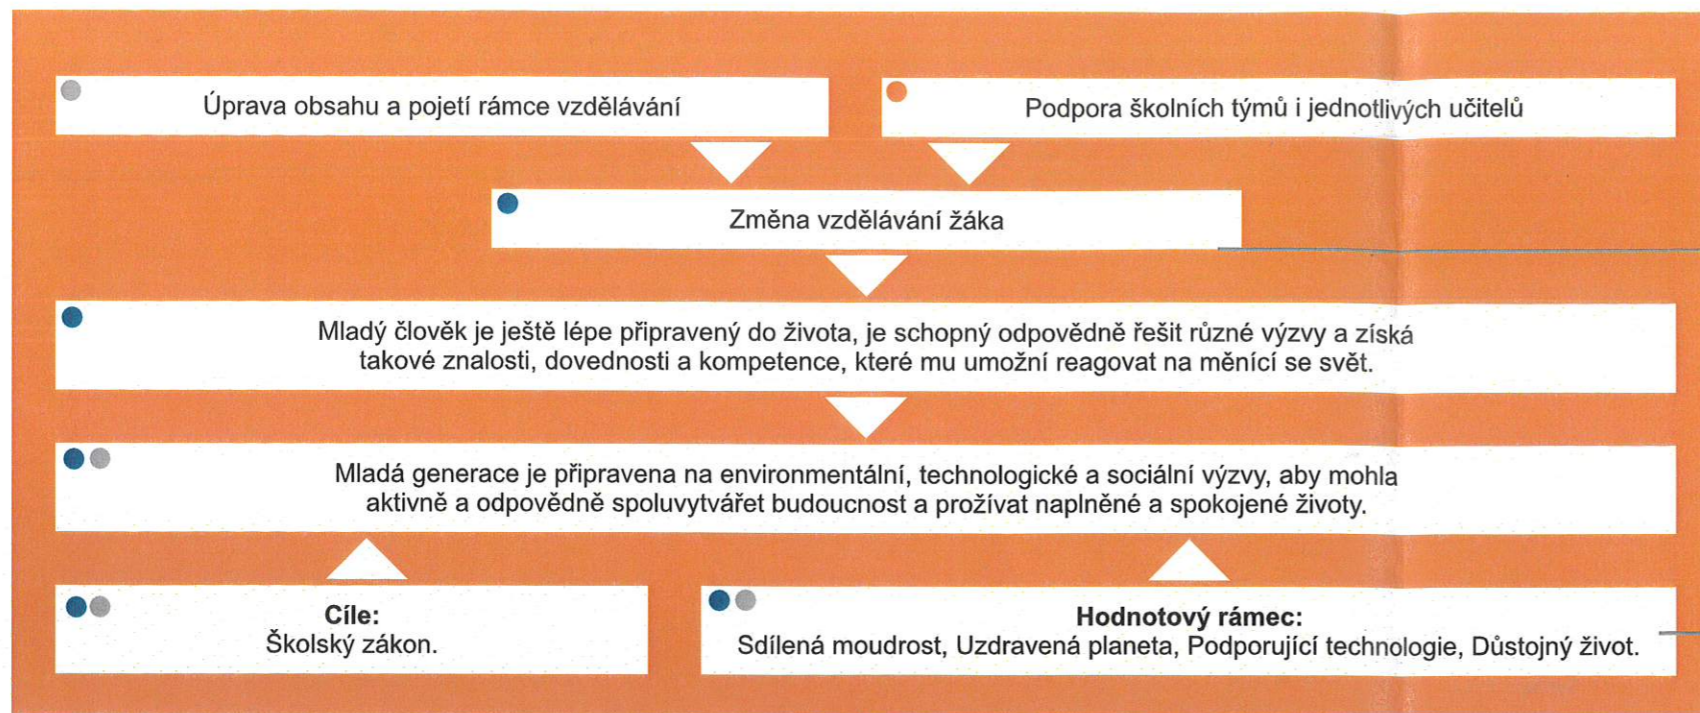 Úprava obsahu a pojetí rámce vzdělávání
Podpora školních týmů i jednotlivých učitelů
Změna vzdělávání žáka
Mladý člověk je ještě lépe připravený do života, je schopný odpovědně řešit různé výzvy a získá
takové znalosti, dovednosti a kompetence, které mu umožní reagovat na měnící se svět.
Mladá generace je připravena na environmentální, technologické a sociální výzvy, aby mohla
aktivně a odpovědně spoluvytvářet budoucnost a prožívat naplněné a spokojené životy.
Cíle:
Školský zákon.
Hodnotový rámec:
Sdílená moudrost, Uzdravená planeta, Podporující technologie, Důstojný život.